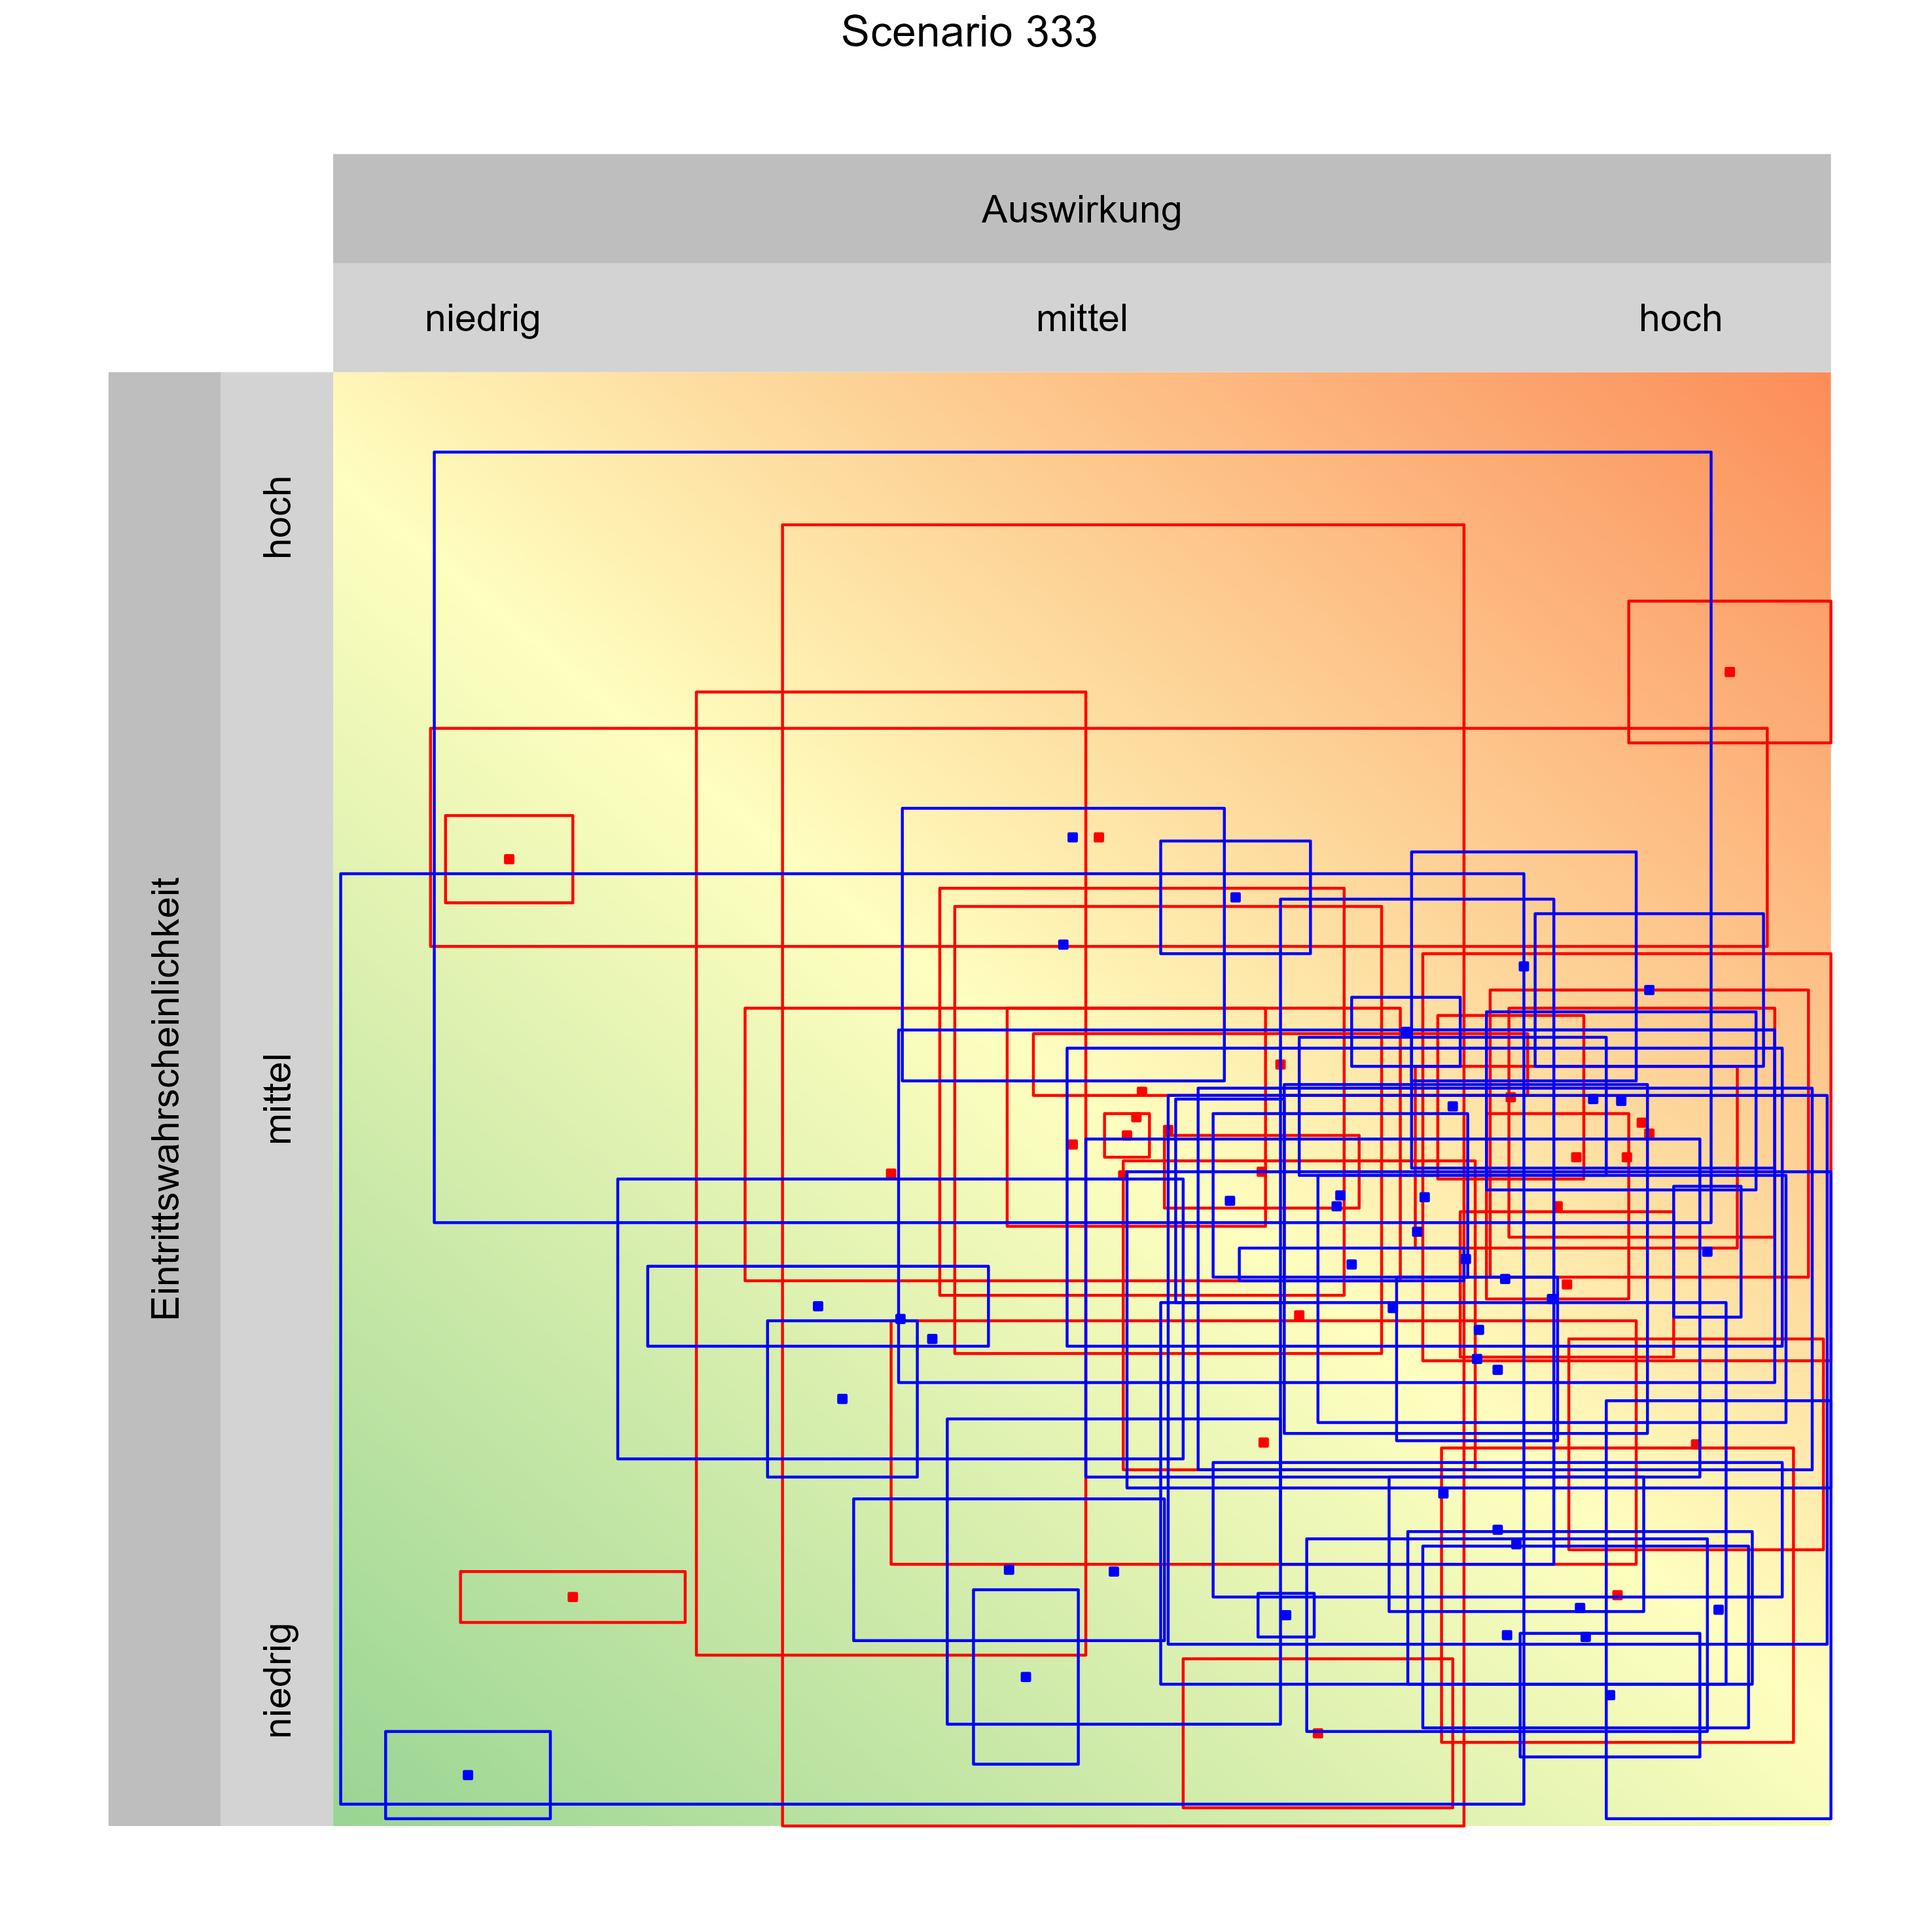 Scenario 333
Auswirkung
niedrig
mittel
hoch
Eintrittswahrscheinlichkeit
hoch
mittel
niedrig